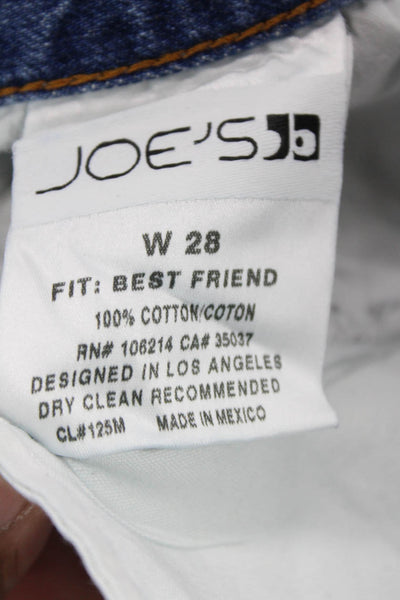 JOE'S
W 28
FIT: BEST FRIEND
100% COTTON/COTON
RN# 106214 CA# 35037
DESIGNED IN LOS ANGELES
DRY CLEAN RECOMMENDED
CL#125M MADE IN MEXICO